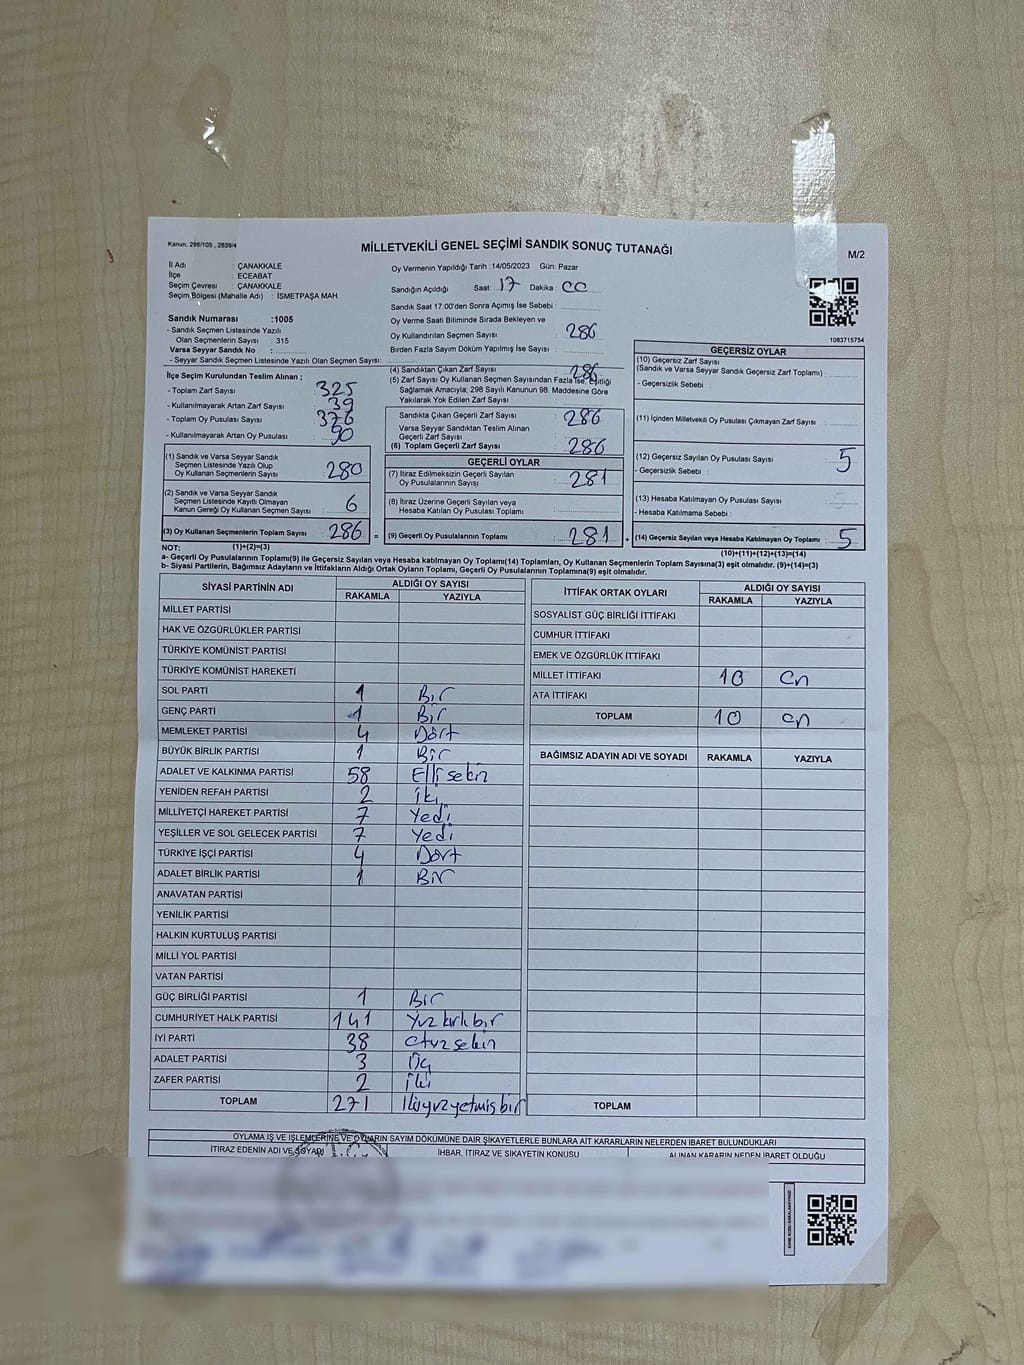 Kanun: 298/105 , 2839/4
MİLLETVEKİLİ GENEL SEÇİMİ SANDIK SONUÇ TUTANAĞI
M/2
İl Adı : ÇANAKKALE
İlçe : ECEABAT
Seçim Çevresi : ÇANAKKALE
Seçim Bölgesi (Mahalle Adı) : İSMETPAŞA MAH.
Oy Vermenin Yapıldığı Tarih :14/05/2023 Gün: Pazar
Sandığın Açıldığı Saat: 17 Dakika: 00
Sandık Saat 17:00'den Sonra Açılmış İse Sebebi :
Sandık Numarası :1005
- Sandık Seçmen Listesinde Yazılı
Olan Seçmenlerin Sayısı : 315
Varsa Seyyar Sandık No :
- Seyyar Sandık Seçmen Listesinde Yazılı Olan Seçmen Sayısı:
Oy Verme Saati Bitiminde Sırada Bekleyen ve
Oy Kullandırılan Seçmen Sayısı : 286
Birden Fazla Sayım Döküm Yapılmış İse Sayısı :
1083715754
İlçe Seçim Kurulundan Teslim Alınan ;
- Toplam Zarf Sayısı : 325
- Kullanılmayarak Artan Zarf Sayısı : 39
- Toplam Oy Pusulası Sayısı : 376
- Kullanılmayarak Artan Oy Pusulası : 90
(4) Sandıktan Çıkan Zarf Sayısı : 286
(5) Zarf Sayısı Oy Kullanan Seçmen Sayısından Fazla İse, Eşitliği
Sağlamak Amacıyla; 298 Sayılı Kanunun 98. Maddesine Göre
Yakılarak Yok Edilen Zarf Sayısı :
Sandıkta Çıkan Geçerli Zarf Sayısı : 286
Varsa Seyyar Sandıktan Teslim Alınan
Geçerli Zarf Sayısı :
(6) Toplam Geçerli Zarf Sayısı : 286
GEÇERSİZ OYLAR
(10) Geçersiz Zarf Sayısı
(Sandık ve Varsa Seyyar Sandık Geçersiz Zarf Toplamı) :
- Geçersizlik Sebebi :
(11) İçinden Milletvekili Oy Pusulası Çıkmayan Zarf Sayısı :
(12) Geçersiz Sayılan Oy Pusulası Sayısı : 5
- Geçersizlik Sebebi :
(13) Hesaba Katılmayan Oy Pusulası Sayısı :
- Hesaba Katılmama Sebebi :
(14) Geçersiz Sayılan veya Hesaba Katılmayan Oy Toplamı : 5
(10)+(11)+(12)+(13)=(14)
(1) Sandık ve Varsa Seyyar Sandık
Seçmen Listesinde Yazılı Olup
Oy Kullanan Seçmenlerin Sayısı : 280
(2) Sandık ve Varsa Seyyar Sandık
Seçmen Listesinde Kayıtlı Olmayan
Kanun Gereği Oy Kullanan Seçmen Sayısı : 6
(3) Oy Kullanan Seçmenlerin Toplam Sayısı : 286 =
(1)+(2)=(3)
GEÇERLİ OYLAR
(7) İtiraz Edilmeksizin Geçerli Sayılan
Oy Pusulalarının Sayısı : 281
(8) İtiraz Üzerine Geçerli Sayılan veya
Hesaba Katılan Oy Pusulası Toplamı :
(9) Geçerli Oy Pusulalarının Toplamı : 281 +
NOT:
a- Geçerli Oy Pusulalarının Toplamı(9) ile Geçersiz Sayılan veya Hesaba katılmayan Oy Toplamı(14) Toplamları, Oy Kullanan Seçmenlerin Toplam Sayısına(3) eşit olmalıdır. (9)+(14)=(3)
b- Siyasi Partilerin, Bağımsız Adayların ve İttifakların Aldığı Ortak Oyların Toplamı, Geçerli Oy Pusulalarının Toplamına(9) eşit olmalıdır.
SİYASİ PARTİNİN ADI ALDIĞI OY SAYISI
RAKAMLA YAZIYLA
MİLLET PARTİSİ
HAK VE ÖZGÜRLÜKLER PARTİSİ
TÜRKİYE KOMÜNİST PARTİSİ
TÜRKİYE KOMÜNİST HAREKETİ
SOL PARTİ 1 Bir
GENÇ PARTİ 1 Bir
MEMLEKET PARTİSİ 4 Dört
BÜYÜK BİRLİK PARTİSİ 1 Bir
ADALET VE KALKINMA PARTİSİ 58 Elli sekiz
YENİDEN REFAH PARTİSİ 2 iki
MİLLİYETÇİ HAREKET PARTİSİ 7 Yedi
YEŞİLLER VE SOL GELECEK PARTİSİ 7 Yedi
TÜRKİYE İŞÇİ PARTİSİ 4 Dört
ADALET BİRLİK PARTİSİ 1 Bir
ANAVATAN PARTİSİ
YENİLİK PARTİSİ
HALKIN KURTULUŞ PARTİSİ
MİLLİ YOL PARTİSİ
VATAN PARTİSİ
GÜÇ BİRLİĞİ PARTİSİ 1 Bir
CUMHURİYET HALK PARTİSİ 141 Yüz kırk bir
İYİ PARTİ 38 Otuz sekiz
ADALET PARTİSİ 3 Üç
ZAFER PARTİSİ 2 iki
TOPLAM 271 İkiyüzyetmişbir
İTTİFAK ORTAK OYLARI ALDIĞI OY SAYISI
RAKAMLA YAZIYLA
SOSYALİST GÜÇ BİRLİĞİ İTTİFAKI
CUMHUR İTTİFAKI
EMEK VE ÖZGÜRLÜK İTTİFAKI
MİLLET İTTİFAKI 10 on
ATA İTTİFAKI
TOPLAM 10 on
BAĞIMSIZ ADAYIN ADI VE SOYADI RAKAMLA YAZIYLA
TOPLAM
OYLAMA İŞ VE İŞLEMLERİNE VE OYLARIN SAYIM DÖKÜMÜNE DAİR ŞİKAYETLERLE BUNLARA AİT KARARLARIN NELERDEN İBARET BULUNDUKLARI
İTİRAZ EDENİN ADI VE SOYADI İHBAR, İTİRAZ VE ŞİKAYETİN KONUSU ALINAN KARARIN NEDEN İBARET OLDUĞU
T.C.